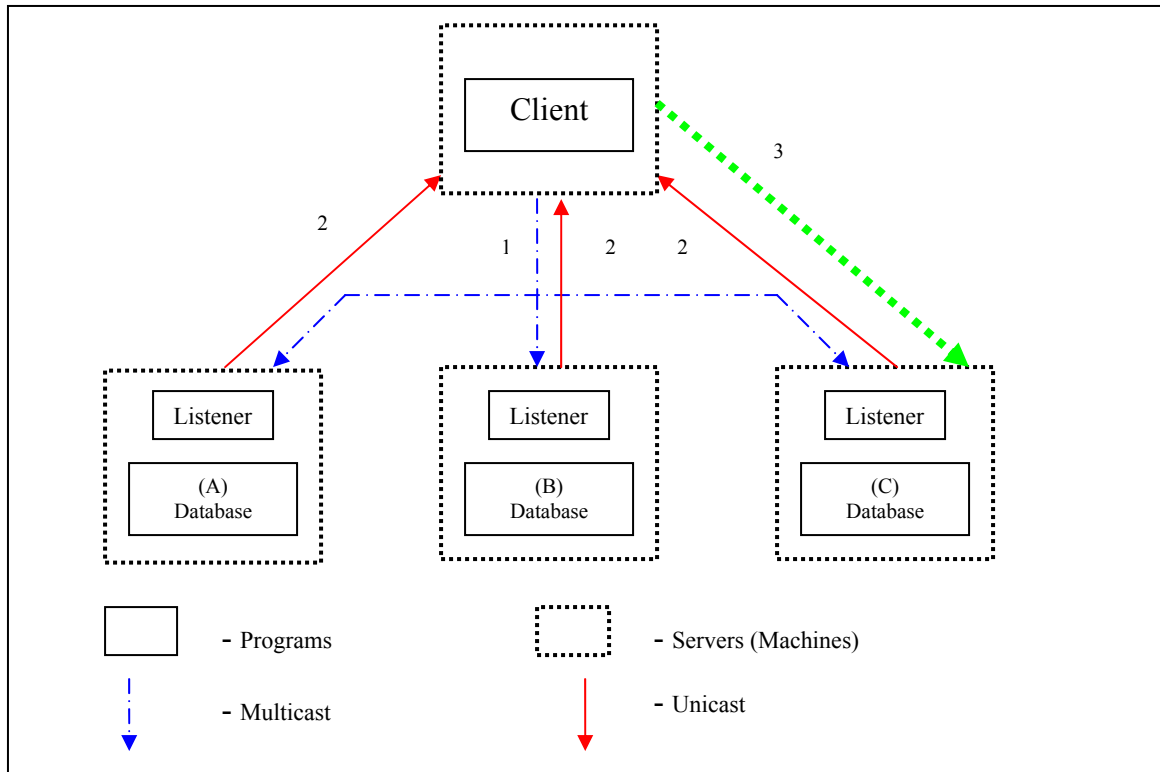 Client
3
2
1
2
2
Listener
Listener
Listener
(A)
Database
(B)
Database
(C)
Database
- Programs
- Servers (Machines)
- Multicast
- Unicast